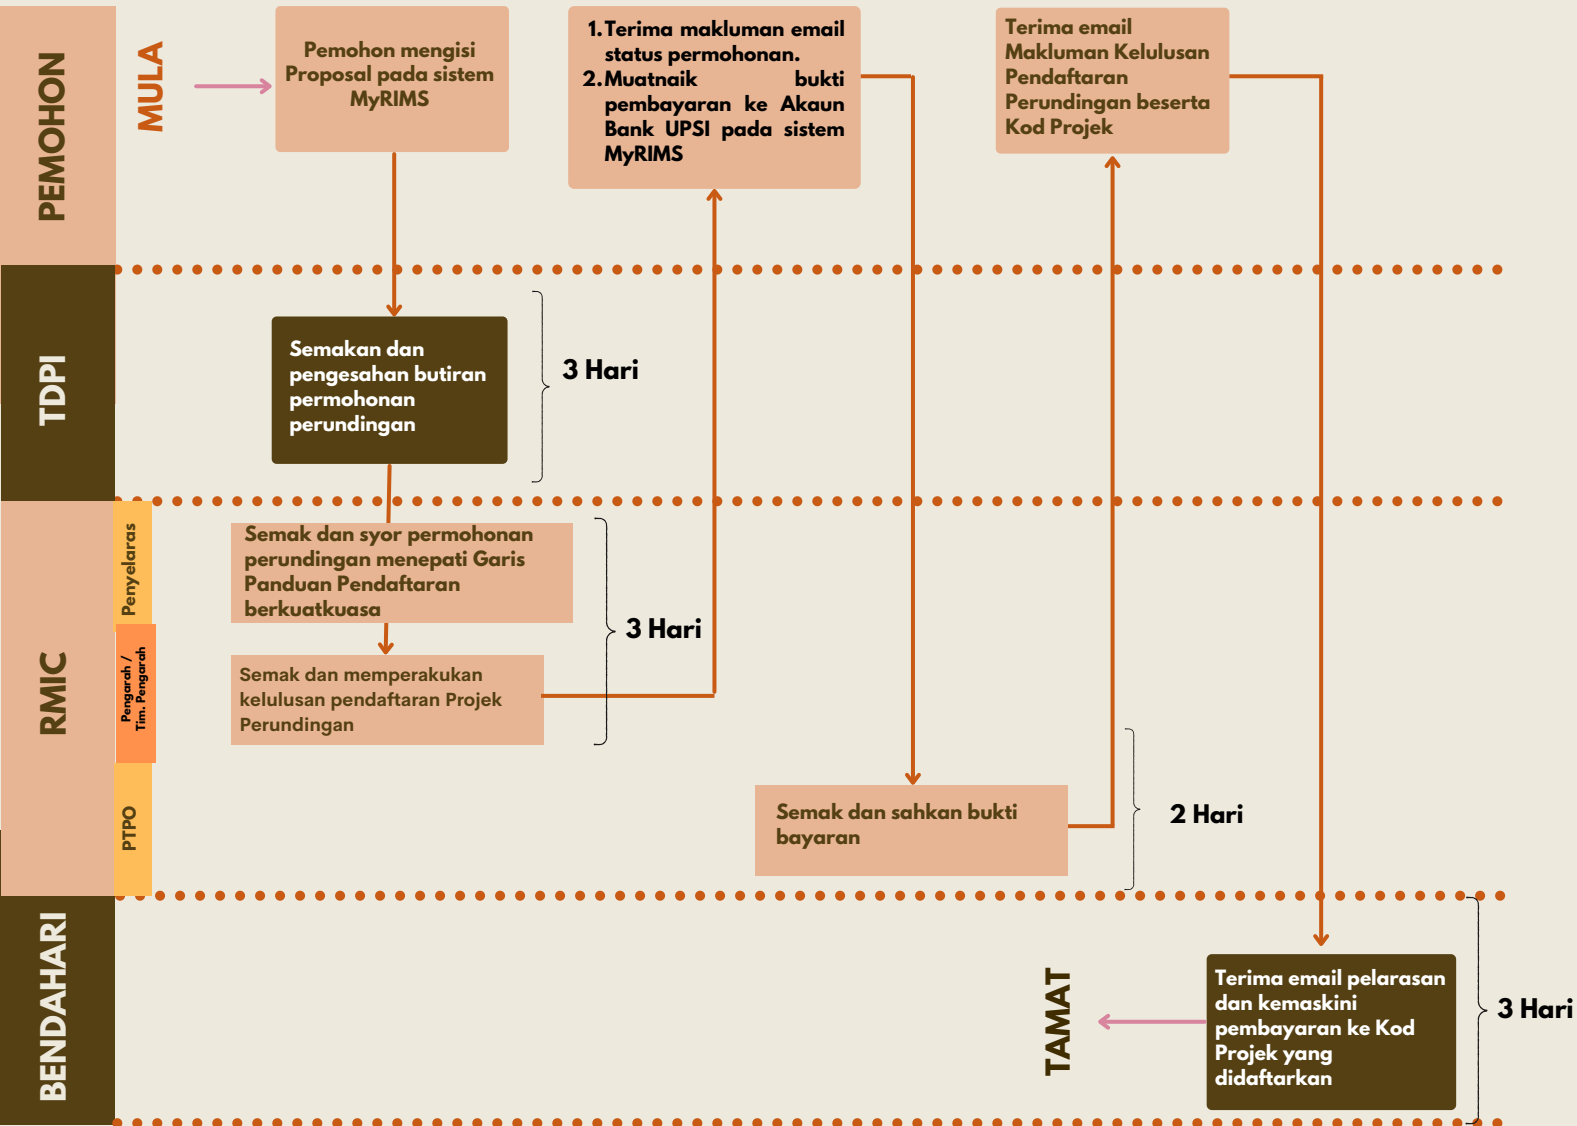 PEMOHON
MULA
Pemohon mengisi
Proposal pada sistem
MyRIMS
1. Terima makluman email
status permohonan.
2. Muatnaik bukti
pembayaran ke Akaun
Bank UPSI pada sistem
MyRIMS
Terima email
Makluman Kelulusan
Pendaftaran
Perundingan beserta
Kod Projek
TDPI
Semakan dan
pengesahan butiran
permohonan
perundingan
3 Hari
RMIC
Penyelaras
Semak dan syor permohonan
perundingan menepati Garis
Panduan Pendaftaran
berkuatkuasa
3 Hari
Pengarah /
Tim. Pengarah
Semak dan memperakukan
kelulusan pendaftaran Projek
Perundingan
PTPO
Semak dan sahkan bukti
bayaran
2 Hari
BENDAHARI
TAMAT
Terima email pelarasan
dan kemaskini
pembayaran ke Kod
Projek yang
didaftarkan
3 Hari